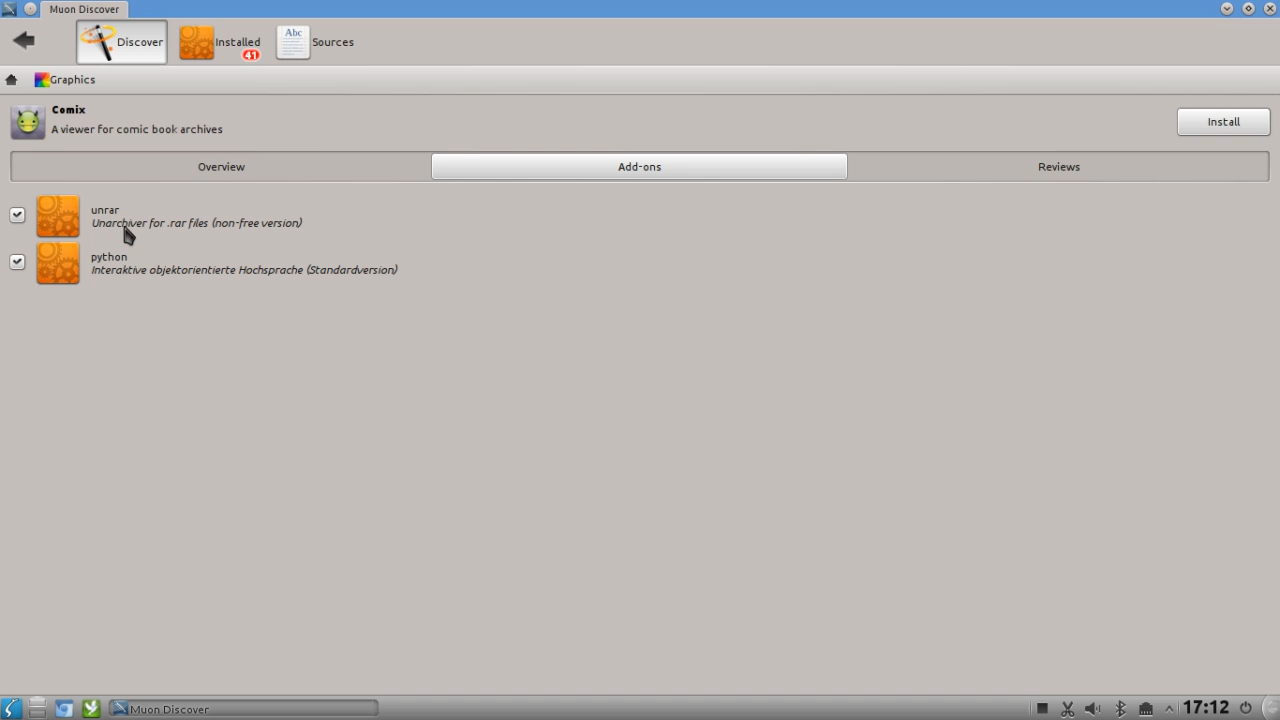 Muon Discover
Discover
Installed
41
Abc
Sources
Graphics
Comix
A viewer for comic book archives
Install
Overview
Add-ons
Reviews
unrar
Unarchiver for .rar files (non-free version)
python
Interaktive objektorientierte Hochsprache (Standardversion)
Muon Discover
17:12